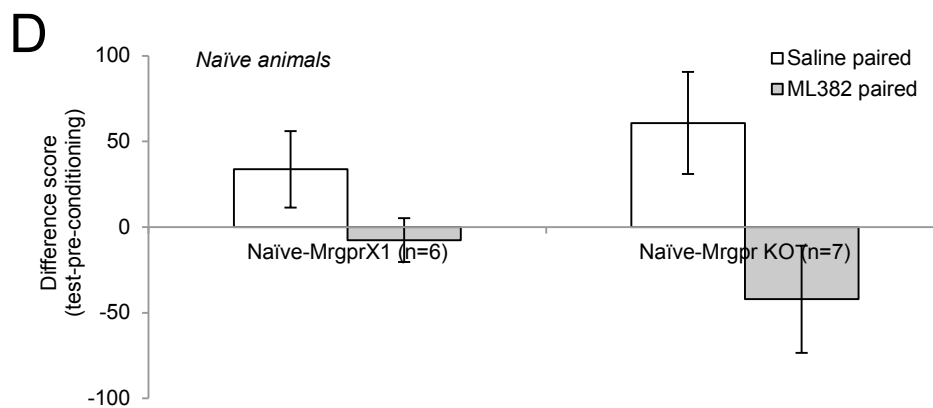 D
Naïve animals
Saline paired
ML382 paired
Difference score
(test-pre-conditioning)
100
50
0
-50
-100
Naïve-MrgprX1 (n=6)
Naïve-Mrgpr KO (n=7)